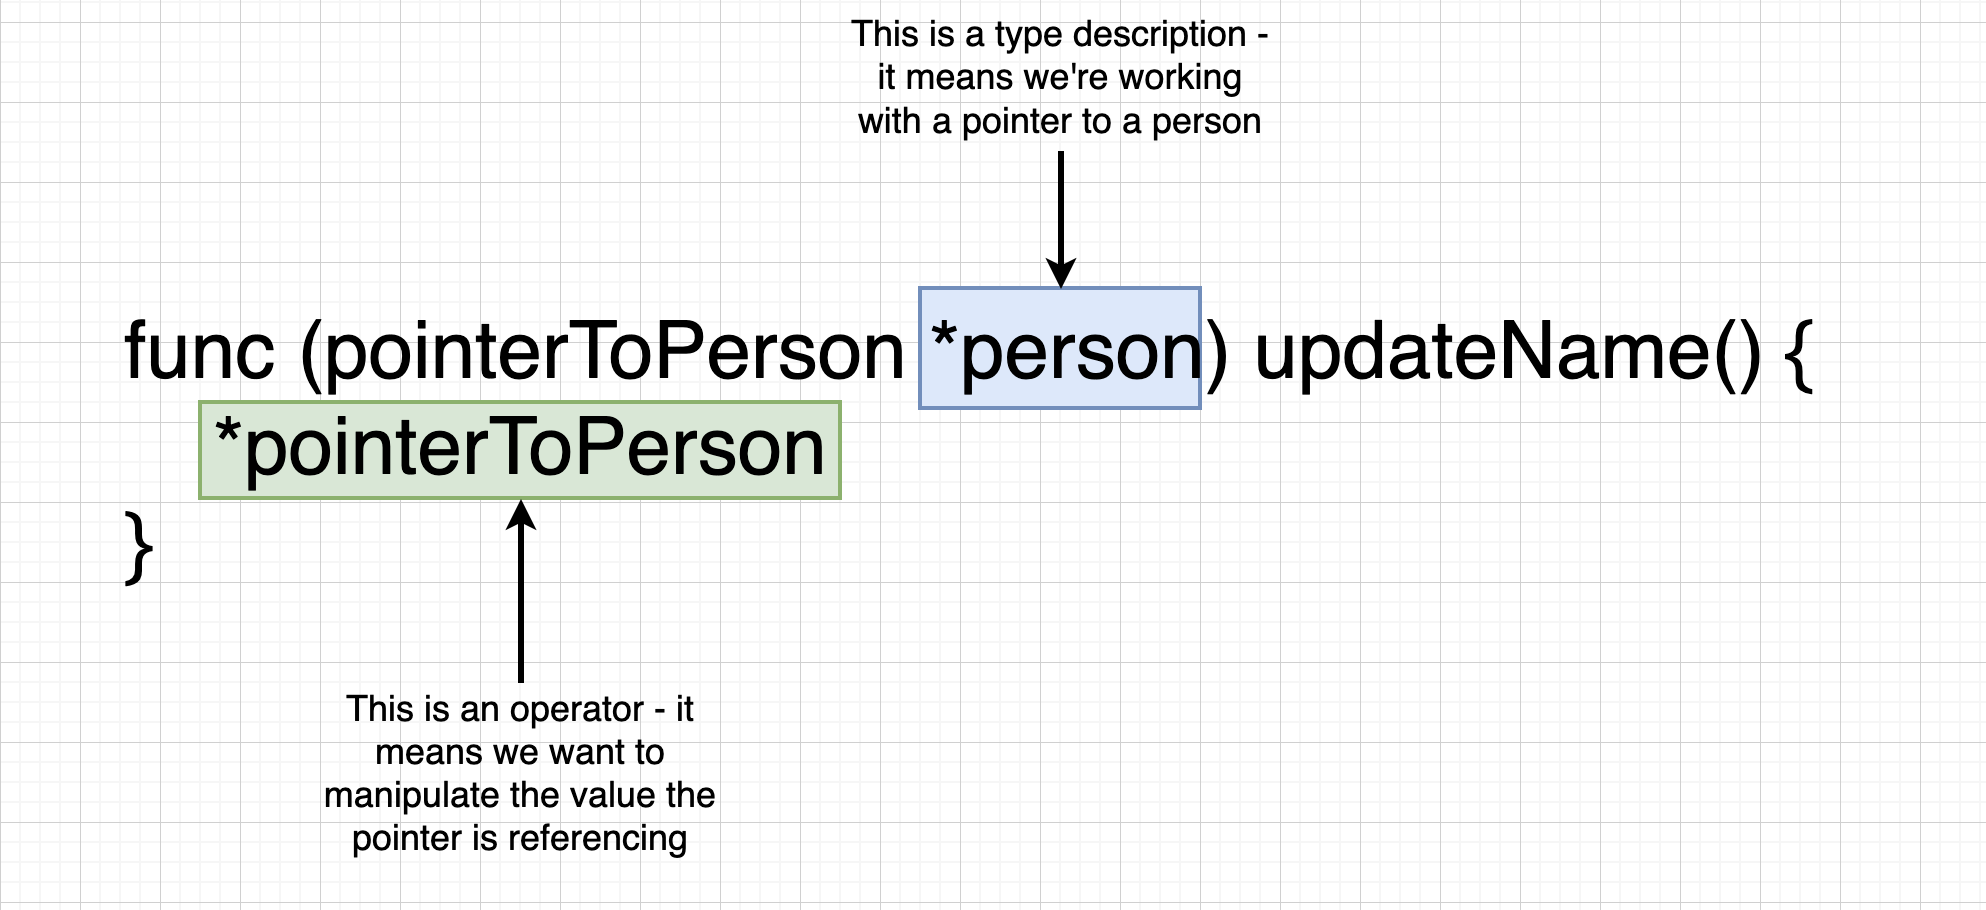 This is a type description -
it means we're working
with a pointer to a person
func (pointerToPerson *person) updateName() {
*pointerToPerson
}
This is an operator - it
means we want to
manipulate the value the
pointer is referencing